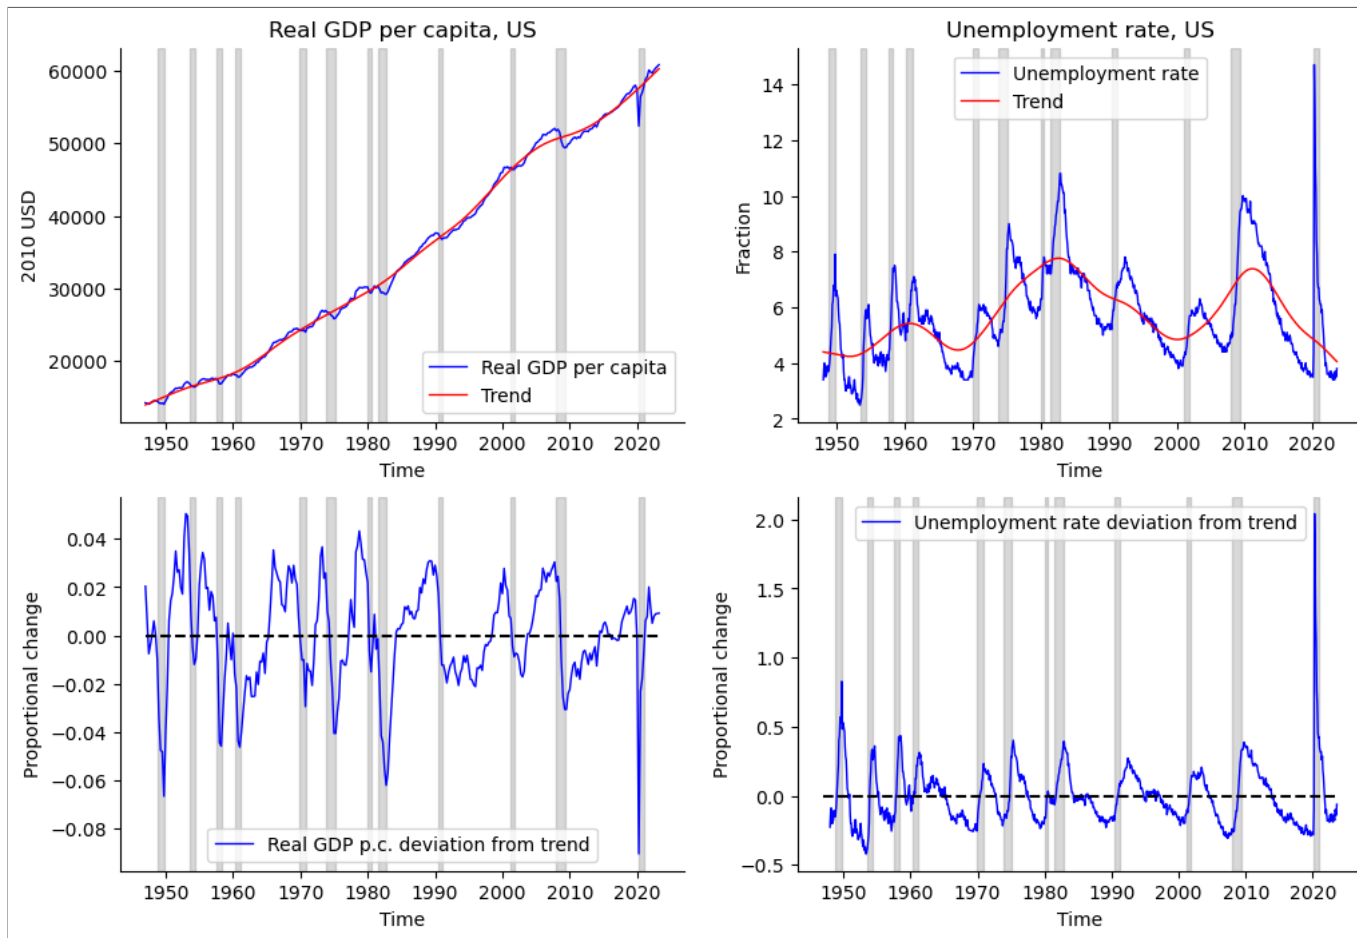 Real GDP per capita, US
60000
50000
40000
30000
20000
2010 USD
Real GDP per capita
Trend
1950 1960 1970 1980 1990 2000 2010 2020
Time
Unemployment rate, US
14
12
10
8
6
4
2
Fraction
Unemployment rate
Trend
1950 1960 1970 1980 1990 2000 2010 2020
Time
0.04
0.02
0.00
−0.02
−0.04
−0.06
−0.08
Proportional change
Real GDP p.c. deviation from trend
1950 1960 1970 1980 1990 2000 2010 2020
Time
2.0
1.5
1.0
0.5
0.0
−0.5
Proportional change
Unemployment rate deviation from trend
1950 1960 1970 1980 1990 2000 2010 2020
Time